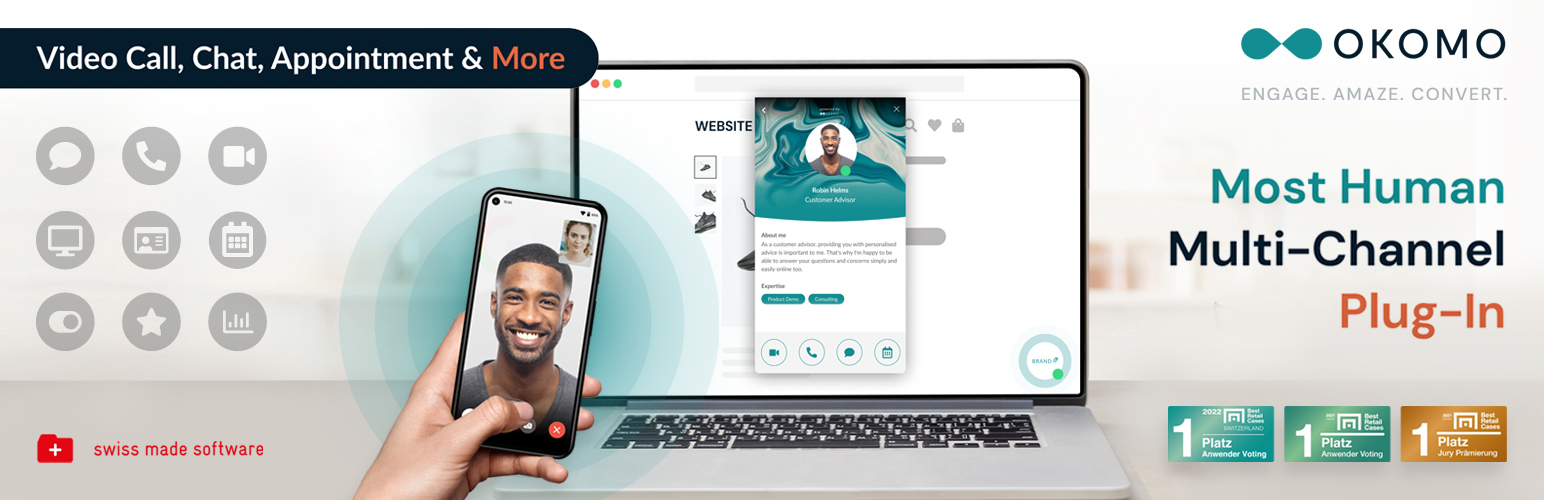 Video Call, Chat, Appointment & More
OKOMO
ENGAGE. AMAZE. CONVERT.
WEBSITE
powered by
Robin Helms
Customer Advisor
About me
As a customer advisor, providing you with personalised
advice is important to me. That's why I'm happy to be
able to answer your questions and concerns simply and
easily online too.
Expertise
Product Demo
Consulting
BRAND
Most Human
Multi-Channel
Plug-In
swiss made software
2022
Best
Retail
Cases
SWITZERLAND
1
Platz
Anwender Voting
2021
Best
Retail
Cases
1
Platz
Anwender Voting
2021
Best
Retail
Cases
1
Platz
Jury Prämierung